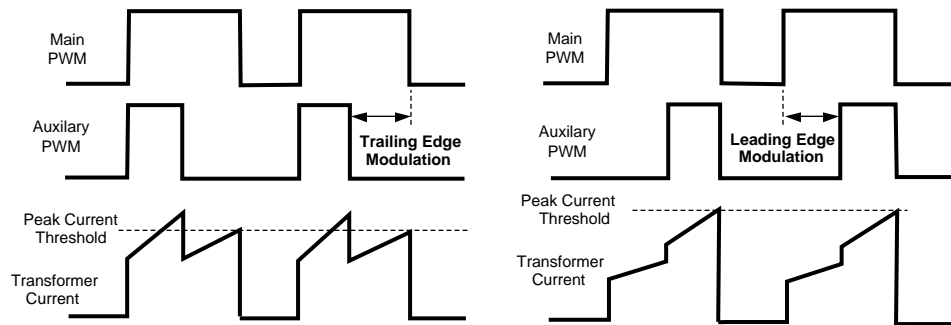 Main
PWM
Auxilary
PWM
Trailing Edge
Modulation
Peak Current
Threshold
Transformer
Current
Main
PWM
Auxilary
PWM
Leading Edge
Modulation
Peak Current
Threshold
Transformer
Current